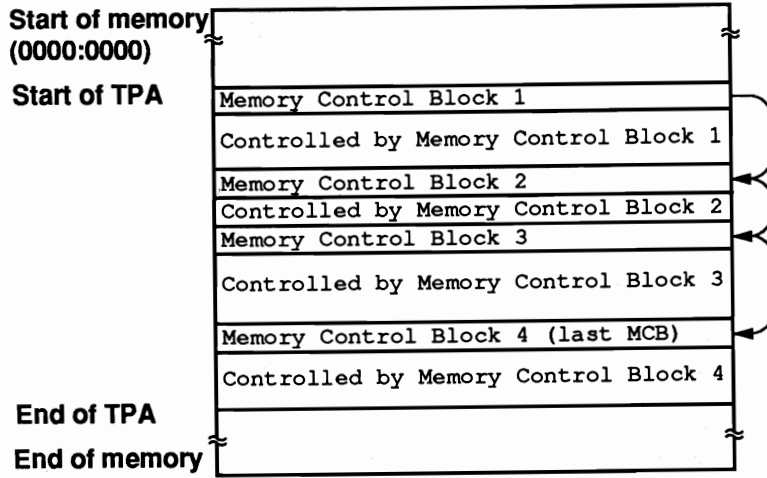 Start of memory
(0000:0000)
Start of TPA
Memory Control Block 1
Controlled by Memory Control Block 1
Memory Control Block 2
Controlled by Memory Control Block 2
Memory Control Block 3
Controlled by Memory Control Block 3
Memory Control Block 4 (last MCB)
Controlled by Memory Control Block 4
End of TPA
End of memory